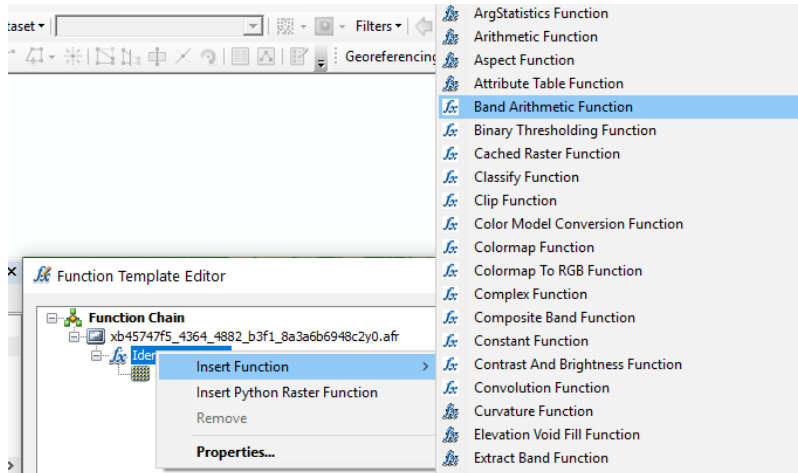 taset
Filters
Georeferencing
Function Template Editor
Function Chain
xb45747f5_4364_4882_b3f1_8a3a6b6948c2y0.afr
Insert Function
Insert Python Raster Function
Remove
Properties...
ArgStatistics Function
Arithmetic Function
Aspect Function
Attribute Table Function
Band Arithmetic Function
Binary Thresholding Function
Cached Raster Function
Classify Function
Clip Function
Color Model Conversion Function
Colormap Function
Colormap To RGB Function
Complex Function
Composite Band Function
Constant Function
Contrast And Brightness Function
Convolution Function
Curvature Function
Elevation Void Fill Function
Extract Band Function